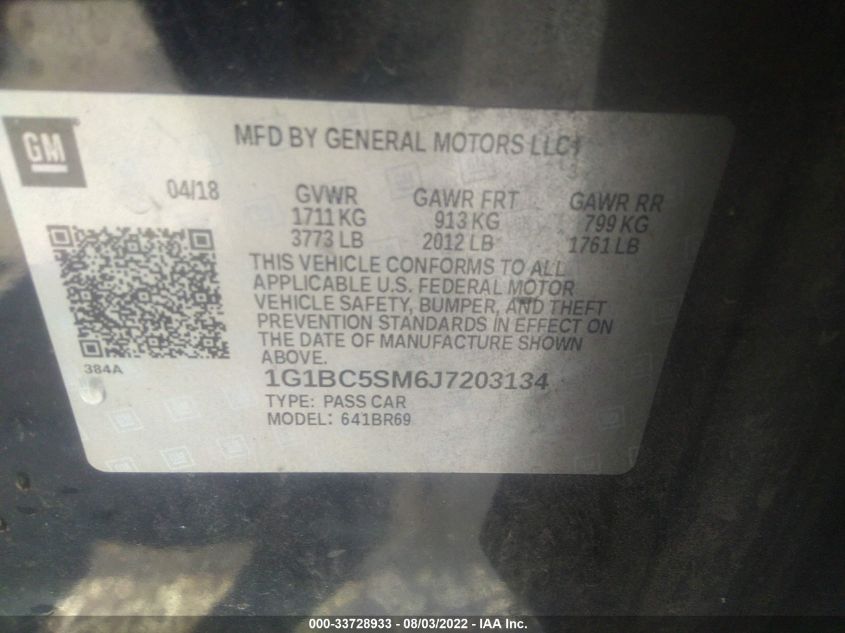 GM
MFD BY GENERAL MOTORS LLC
04/18 GVWR GAWR FRT GAWR RR
1711 KG 913 KG 799 KG
3773 LB 2012 LB 1761 LB
THIS VEHICLE CONFORMS TO ALL
APPLICABLE U.S. FEDERAL MOTOR
VEHICLE SAFETY, BUMPER, AND THEFT
PREVENTION STANDARDS IN EFFECT ON
THE DATE OF MANUFACTURE SHOWN
ABOVE.
384A
1G1BC5SM6J7203134
TYPE: PASS CAR
MODEL: 641BR69
000-33728933 - 08/03/2022 - IAA Inc.